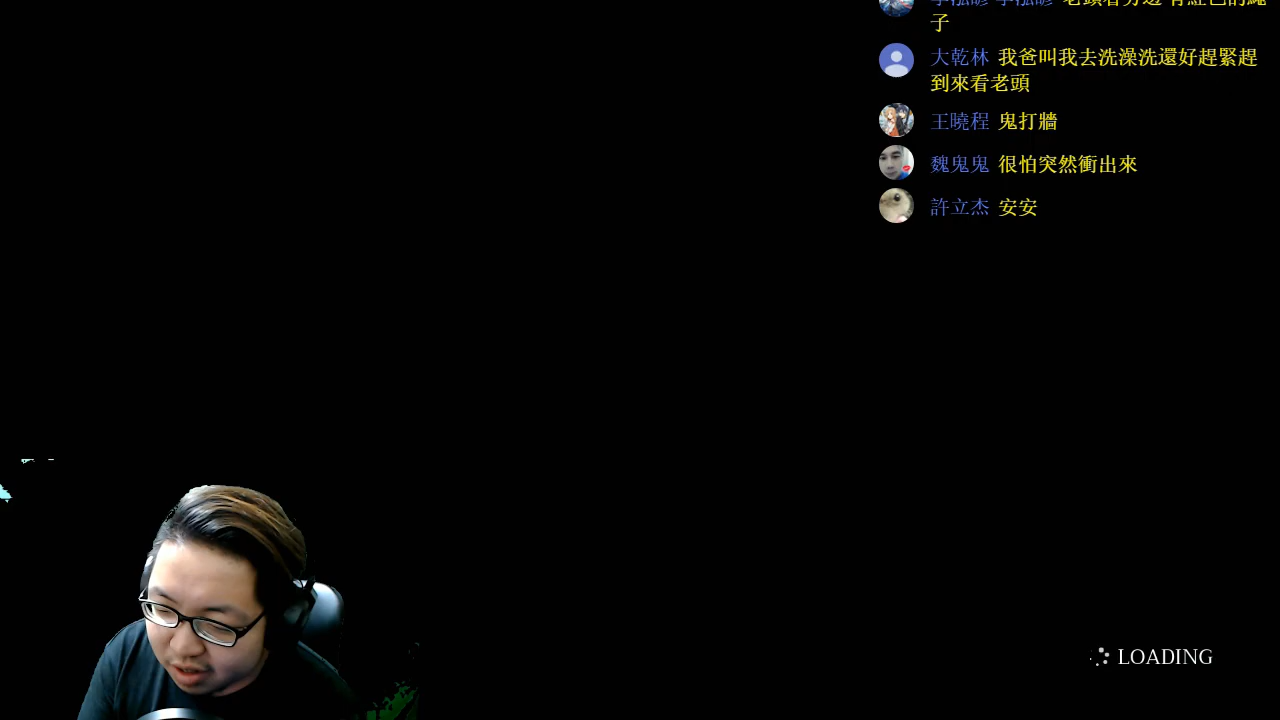 子
大乾林 我爸叫我去洗澡洗還好趕緊趕
到來看老頭
王曉程 鬼打牆
魏鬼鬼 很怕突然衝出來
許立杰 安安
LOADING